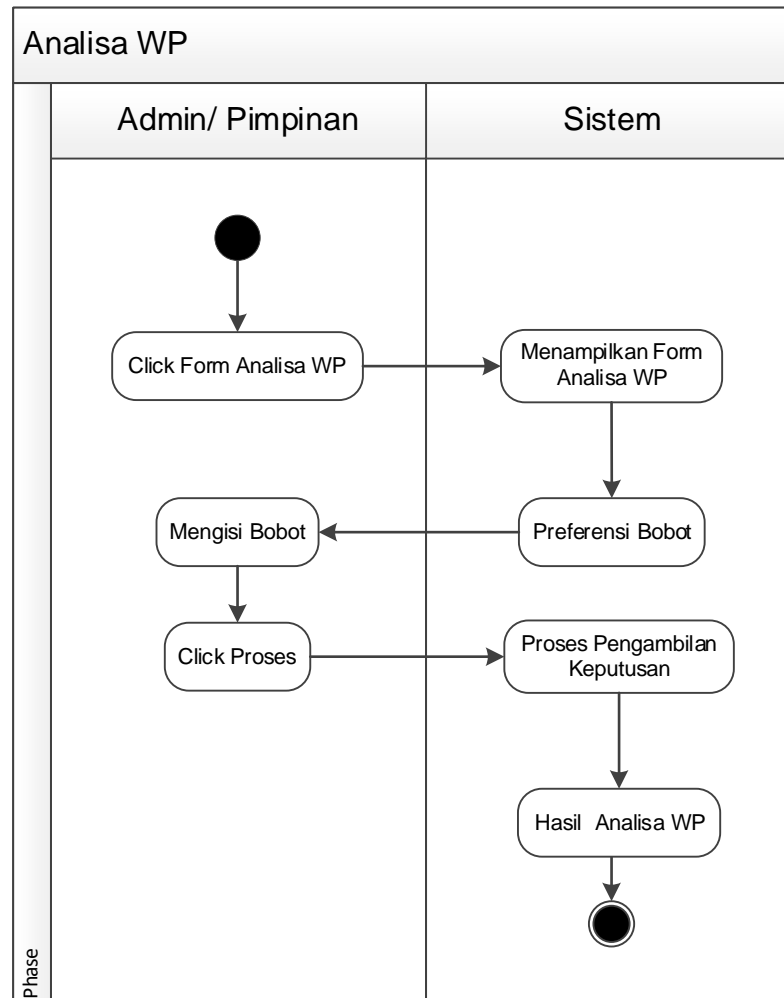 Analisa WP
Admin/ Pimpinan
Sistem
Click Form Analisa WP
Menampilkan Form
Analisa WP
Mengisi Bobot
Preferensi Bobot
Click Proses
Proses Pengambilan
Keputusan
Hasil Analisa WP
Phase